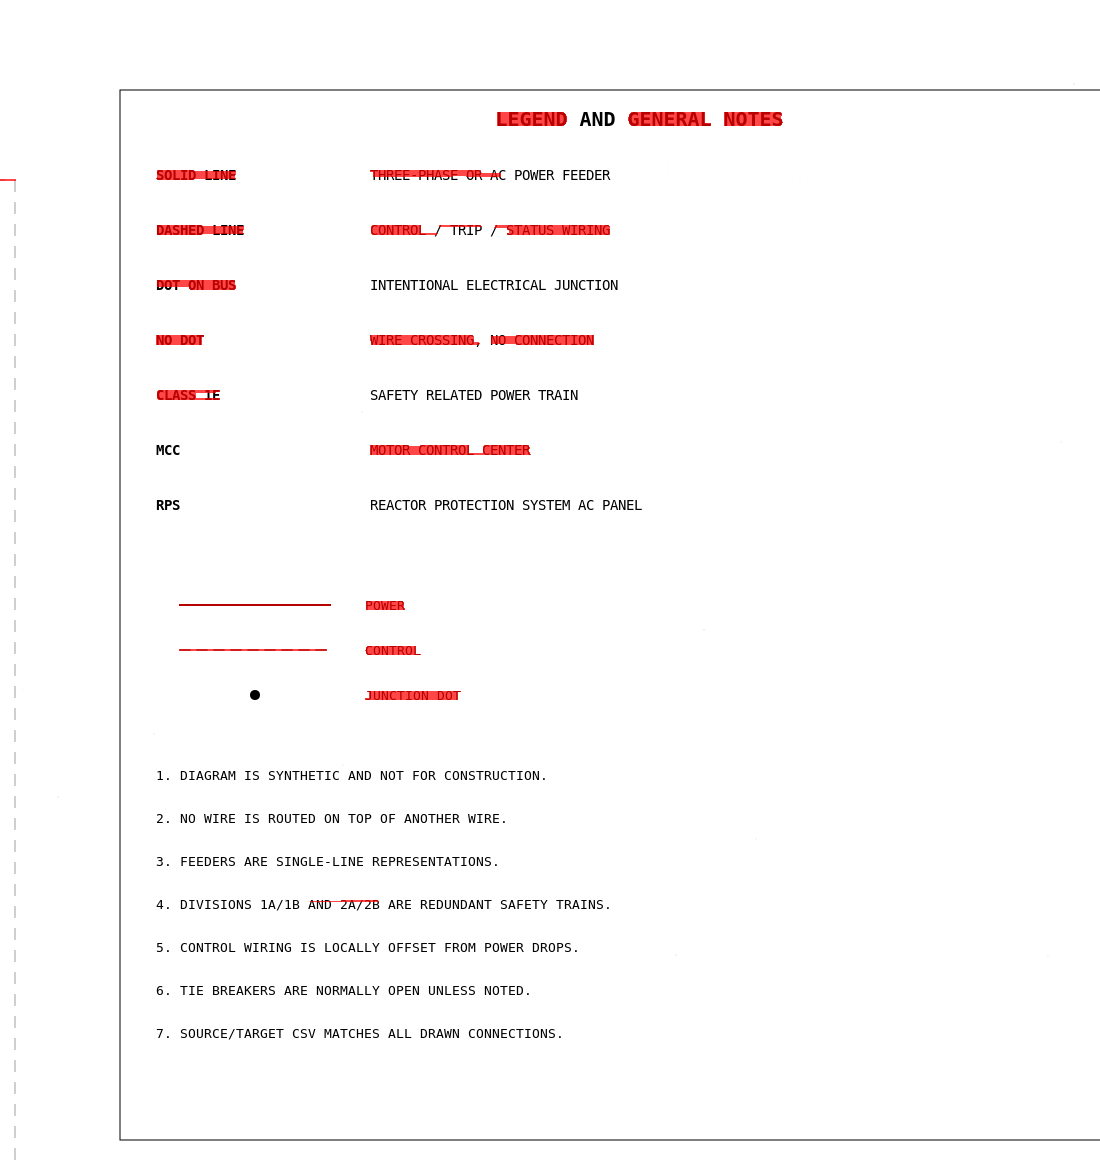 LEGEND AND GENERAL NOTES
SOLID LINE THREE-PHASE OR AC POWER FEEDER
DASHED LINE CONTROL / TRIP / STATUS WIRING
DOT ON BUS INTENTIONAL ELECTRICAL JUNCTION
NO DOT WIRE CROSSING, NO CONNECTION
CLASS 1E SAFETY RELATED POWER TRAIN
MCC MOTOR CONTROL CENTER
RPS REACTOR PROTECTION SYSTEM AC PANEL
POWER
CONTROL
JUNCTION DOT
1. DIAGRAM IS SYNTHETIC AND NOT FOR CONSTRUCTION.
2. NO WIRE IS ROUTED ON TOP OF ANOTHER WIRE.
3. FEEDERS ARE SINGLE-LINE REPRESENTATIONS.
4. DIVISIONS 1A/1B AND 2A/2B ARE REDUNDANT SAFETY TRAINS.
5. CONTROL WIRING IS LOCALLY OFFSET FROM POWER DROPS.
6. TIE BREAKERS ARE NORMALLY OPEN UNLESS NOTED.
7. SOURCE/TARGET CSV MATCHES ALL DRAWN CONNECTIONS.